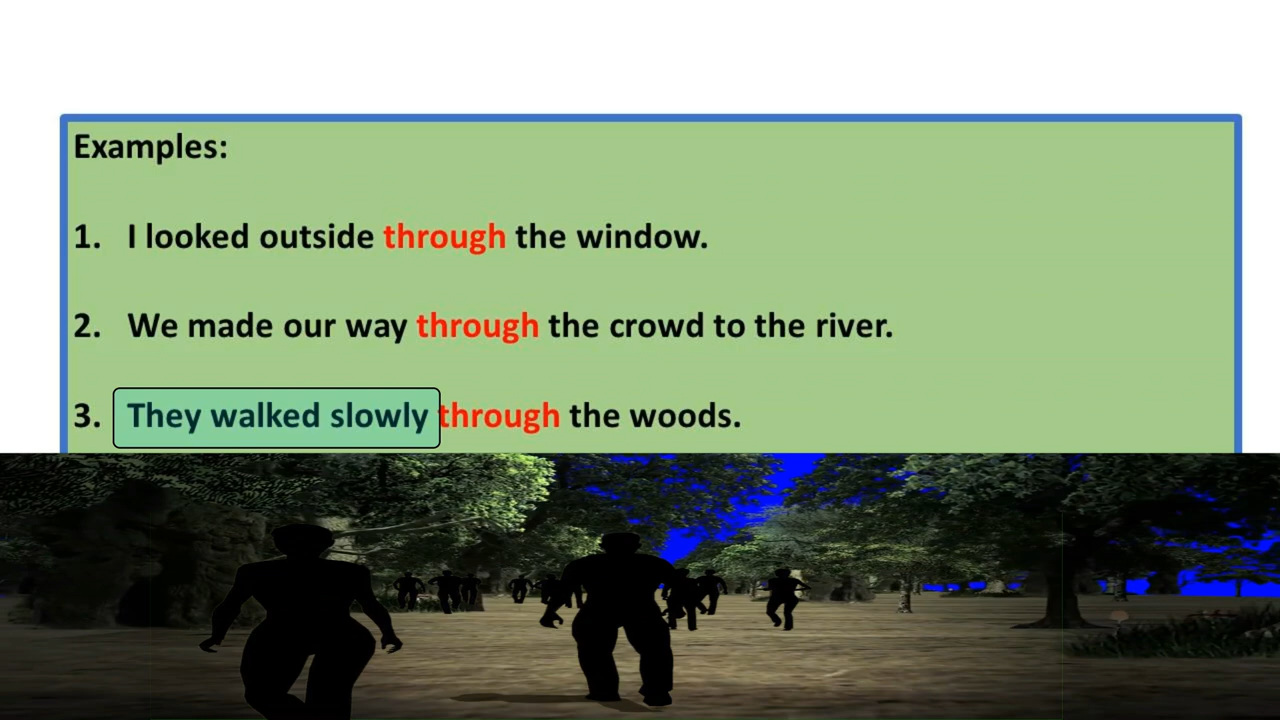 Examples:
1. I looked outside through the window.
2. We made our way through the crowd to the river.
3. They walked slowly through the woods.